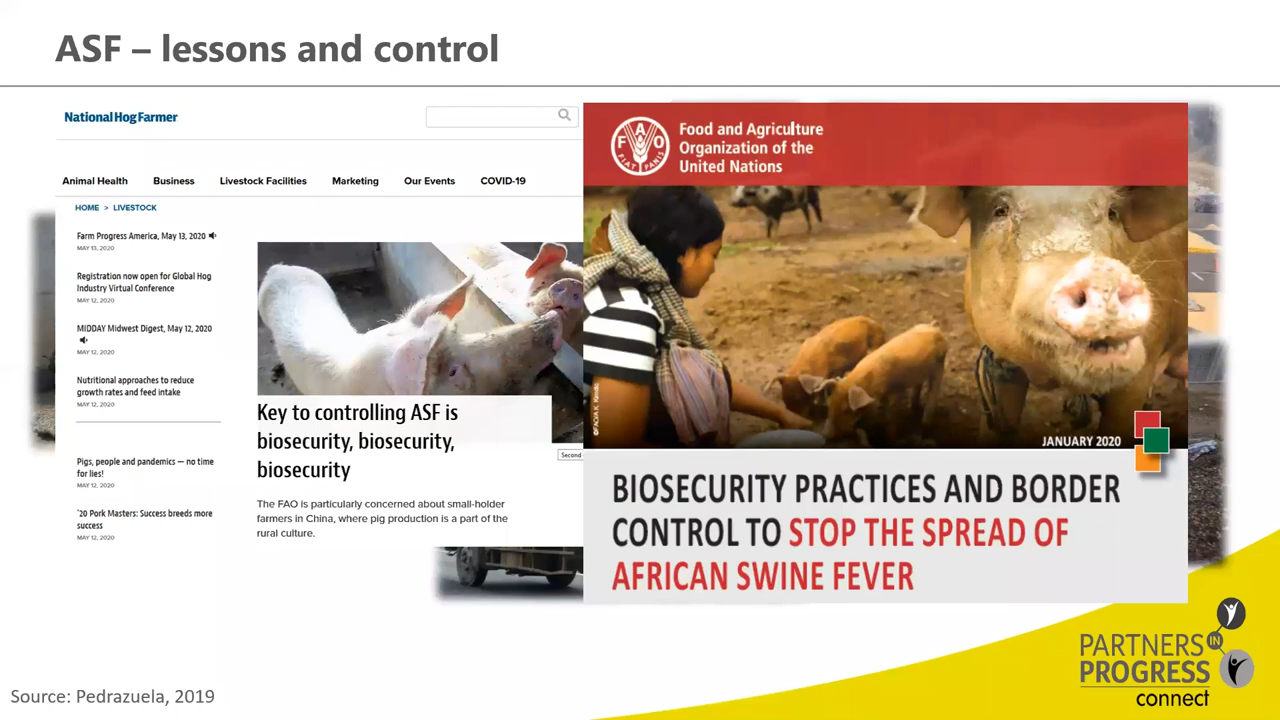 ASF – lessons and control
National Hog Farmer
Animal Health Business Livestock Facilities Marketing Our Events COVID-19
HOME > LIVESTOCK
Farm Progress America, May 13, 2020
MAY 13, 2020
Registration now open for Global Hog
Industry Virtual Conference
MAY 12, 2020
MIDDAY Midwest Digest, May 12, 2020
MAY 12, 2020
Nutritional approaches to reduce
growth rates and feed intake
MAY 12, 2020
Pigs, people and pandemics — no time
for lies!
MAY 12, 2020
'20 Pork Masters: Success breeds more
success
MAY 12, 2020
Key to controlling ASF is
biosecurity, biosecurity,
biosecurity
Second
The FAO is particularly concerned about small-holder
farmers in China, where pig production is a part of the
rural culture.
FAO
FIAT PANIS
Food and Agriculture
Organization of the
United Nations
JANUARY 2020
BIOSECURITY PRACTICES AND BORDER
CONTROL TO STOP THE SPREAD OF
AFRICAN SWINE FEVER
PARTNERS IN
PROGRESS
connect
Source: Pedrazuela, 2019